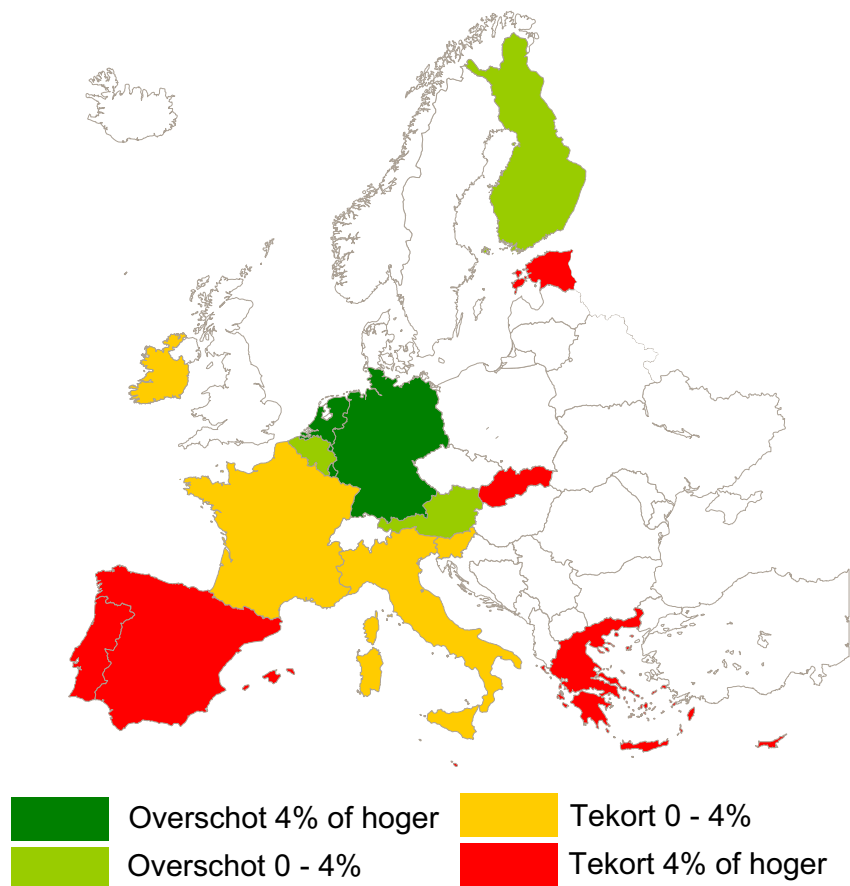 Overschot 4% of hoger
Tekort 0 - 4%
Overschot 0 - 4%
Tekort 4% of hoger